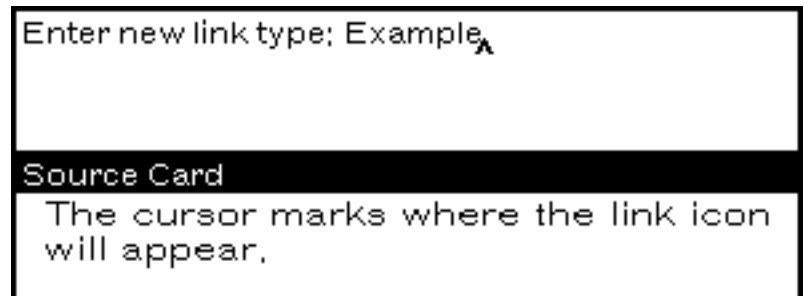 Enter new link type: Example
Source Card
The cursor marks where the link icon
will appear.